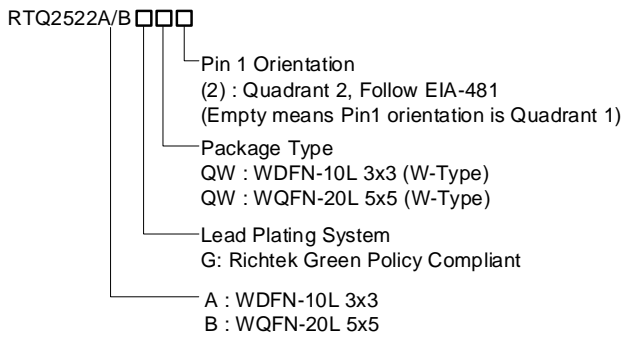 RTQ2522A/B □□□
Pin 1 Orientation
(2) : Quadrant 2, Follow EIA-481
(Empty means Pin1 orientation is Quadrant 1)
Package Type
QW : WDFN-10L 3x3 (W-Type)
QW : WQFN-20L 5x5 (W-Type)
Lead Plating System
G: Richtek Green Policy Compliant
A : WDFN-10L 3x3
B : WQFN-20L 5x5